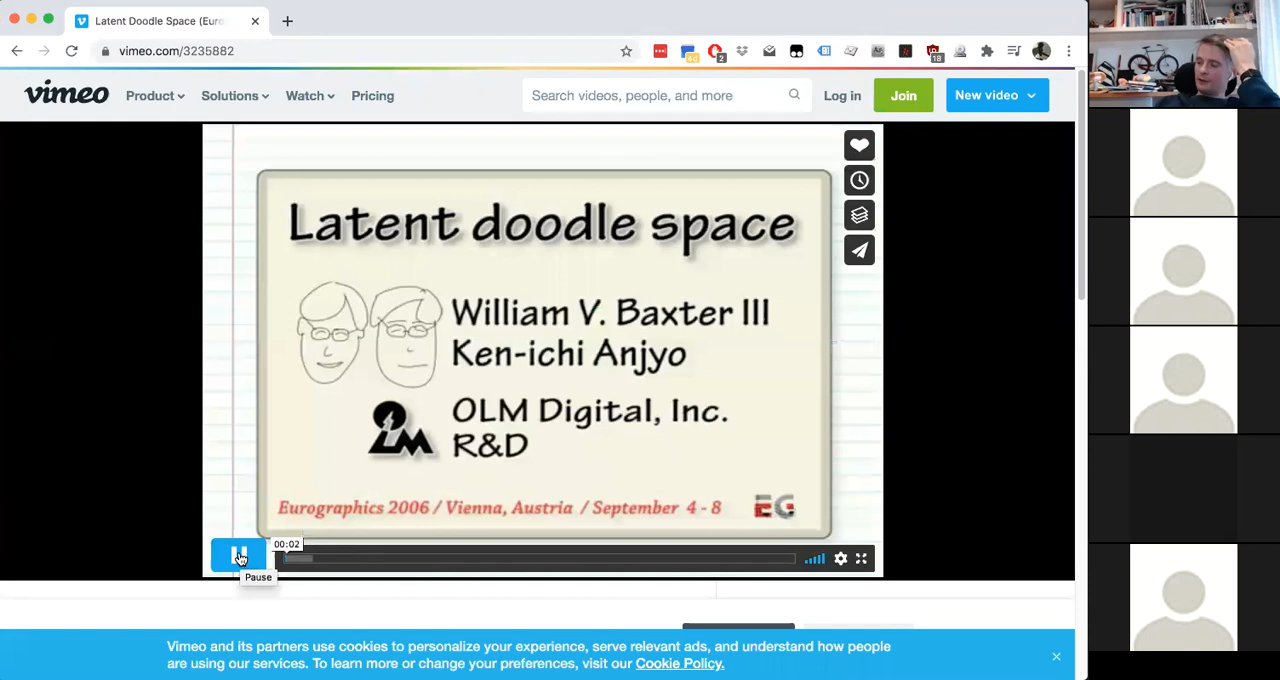 Latent Doodle Space (Euro
vimeo.com/3235882
46
2
18
vimeo
Product
Solutions
Watch
Pricing
Search videos, people, and more
Log in
Join
New video
Latent doodle space
William V. Baxter III
Ken-ichi Anjyo
OLM Digital, Inc.
R&D
Eurographics 2006 / Vienna, Austria / September 4 - 8
EG
00:02
Pause
Vimeo and its partners use cookies to personalize your experience, serve relevant ads, and understand how people
are using our services. To learn more or change your preferences, visit our Cookie Policy.